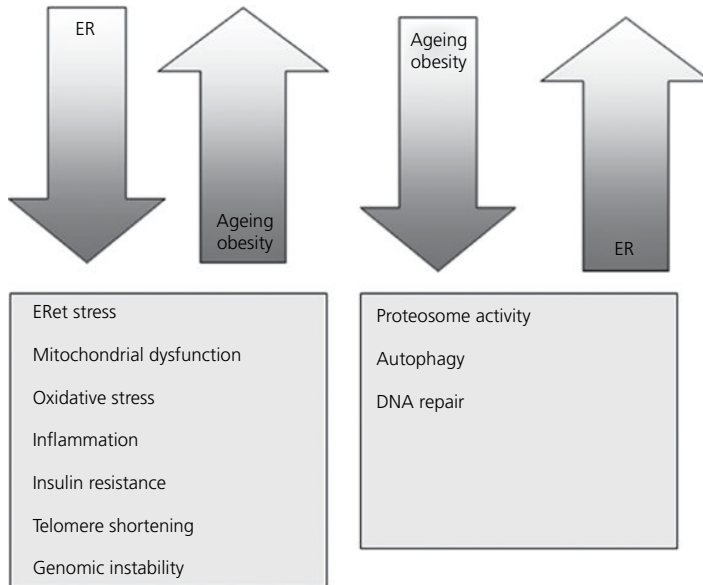 ER
Ageing
obesity
Ageing
obesity
ER
ERet stress
Mitochondrial dysfunction
Oxidative stress
Inflammation
Insulin resistance
Telomere shortening
Genomic instability
Proteosome activity
Autophagy
DNA repair